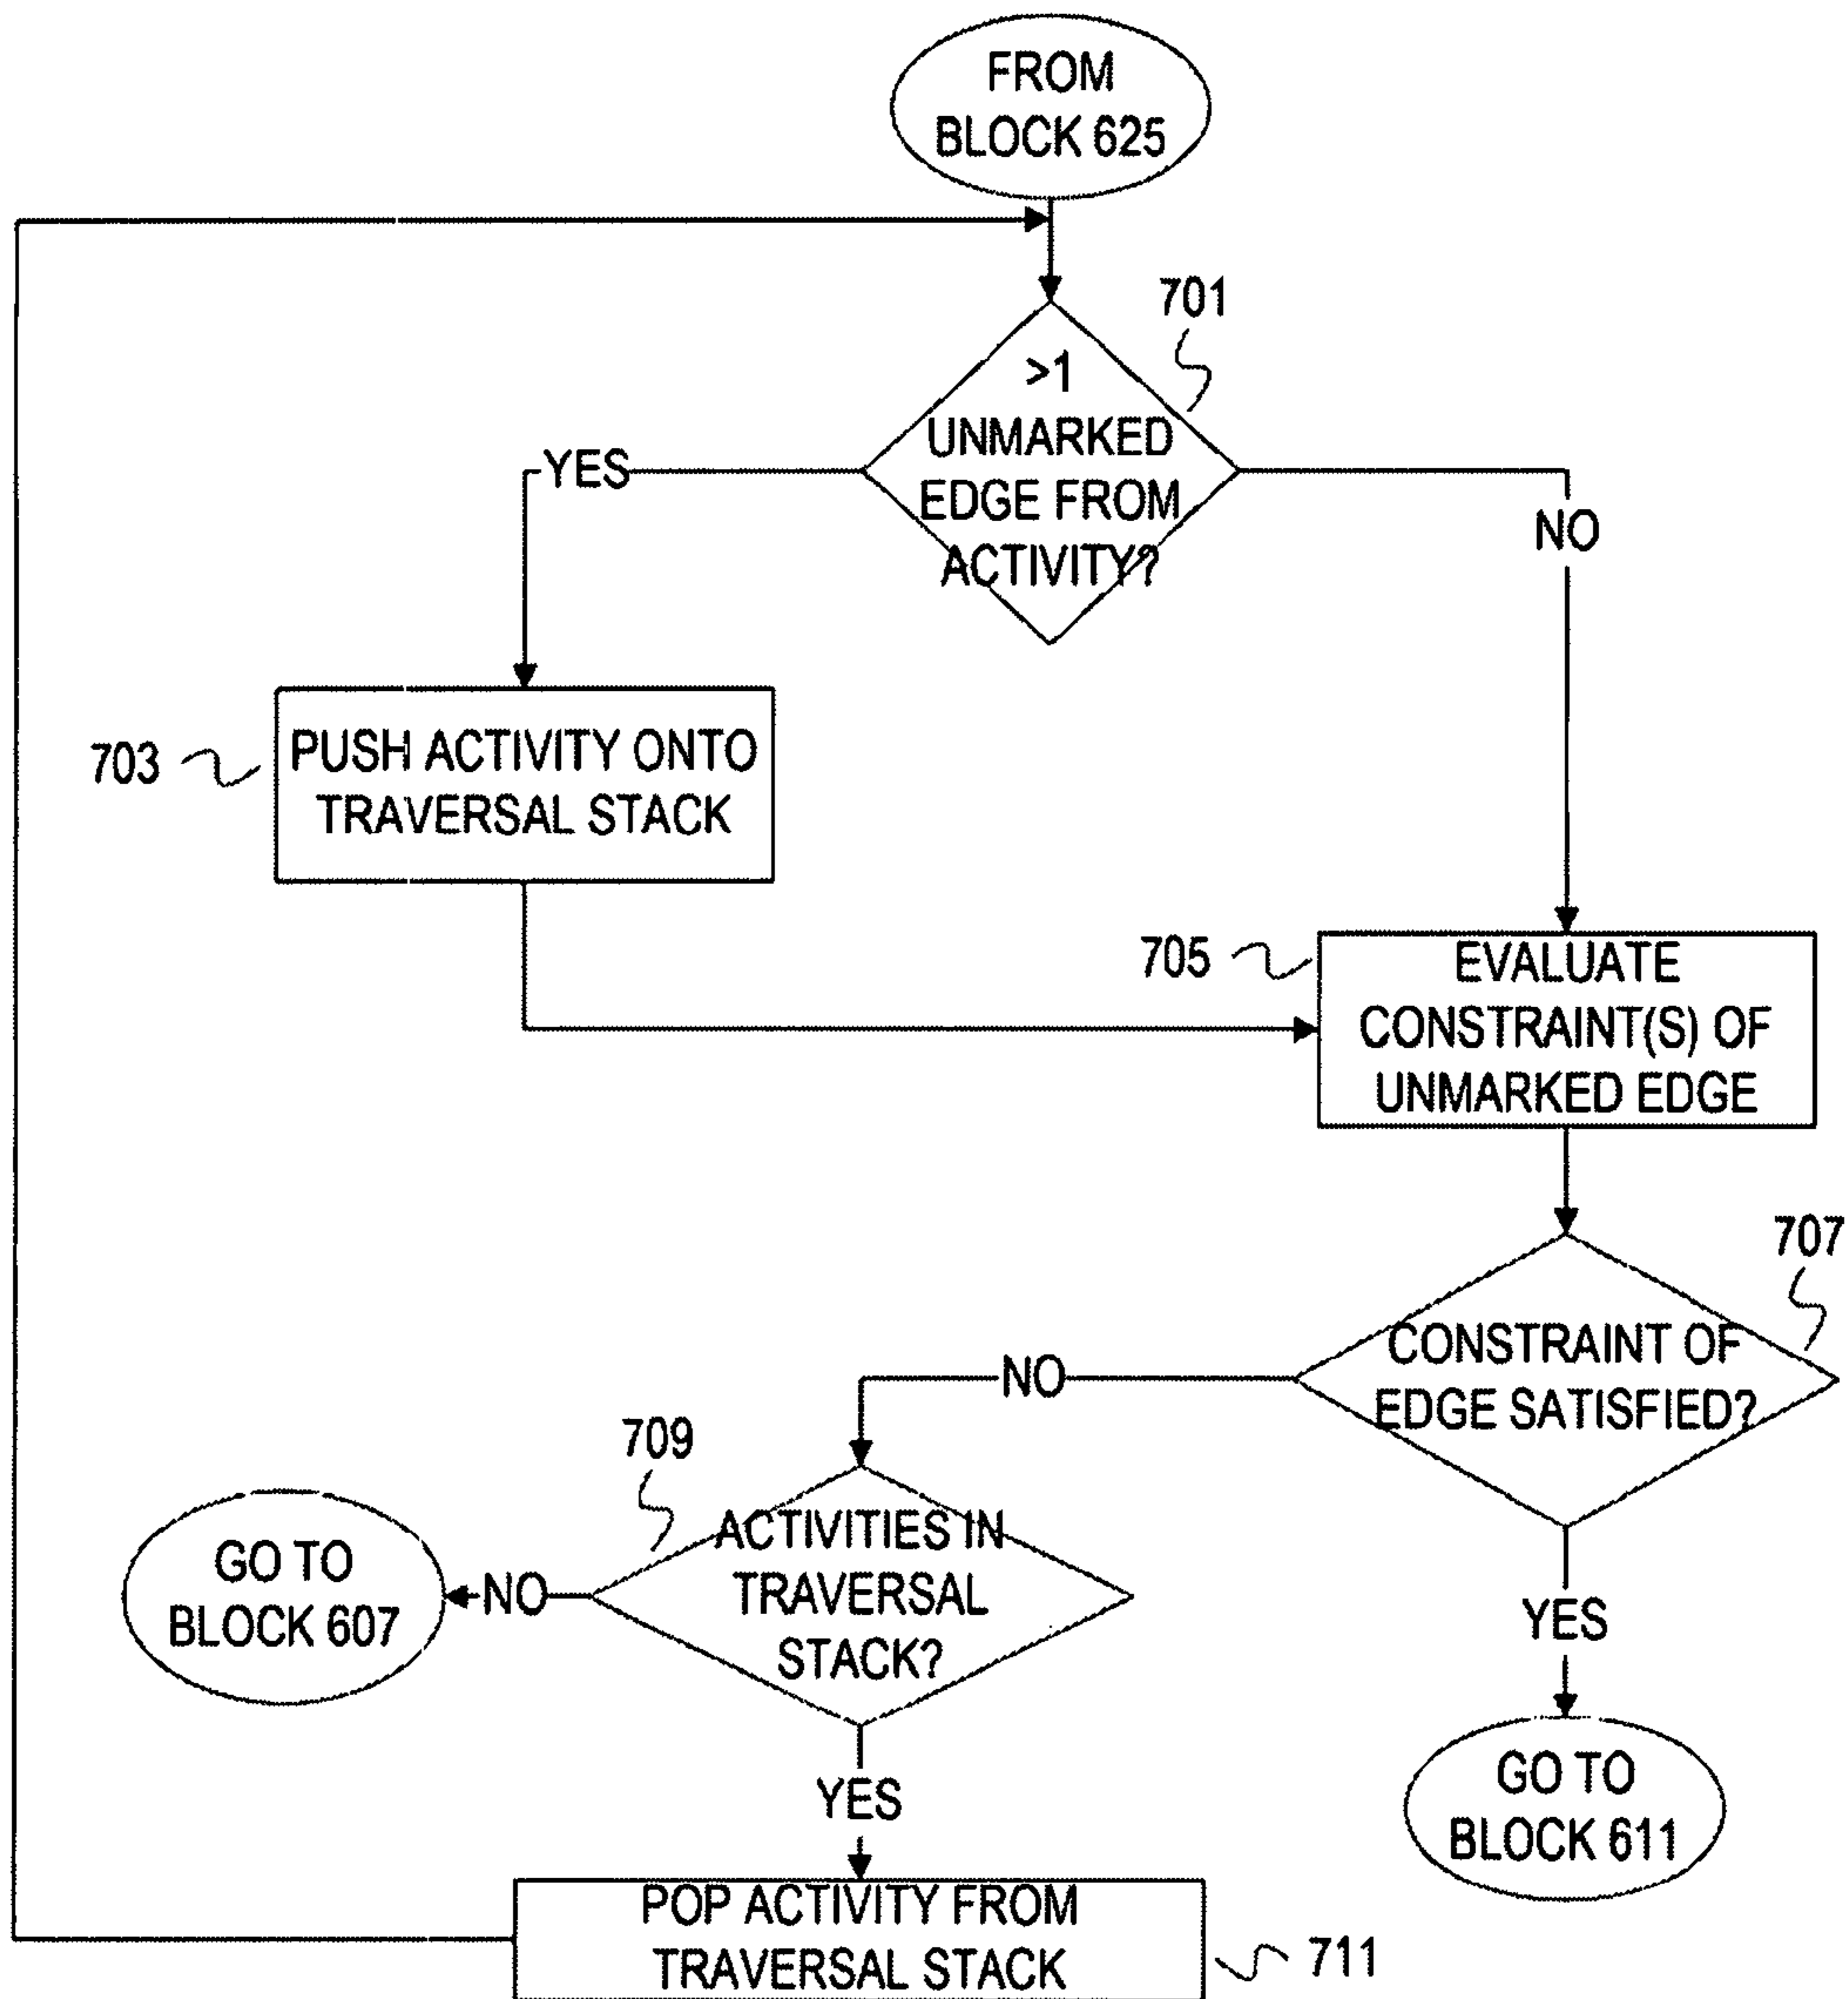 FROM
BLOCK 625
701
>1
UNMARKED
EDGE FROM
ACTIVITY?
YES
NO
703
PUSH ACTIVITY ONTO
TRAVERSAL STACK
705
EVALUATE
CONSTRAINT(S) OF
UNMARKED EDGE
707
CONSTRAINT OF
EDGE SATISFIED?
NO
709
ACTIVITIES IN
TRAVERSAL
STACK?
GO TO
BLOCK 607
NO
YES
YES
GO TO
BLOCK 611
POP ACTIVITY FROM
TRAVERSAL STACK
711